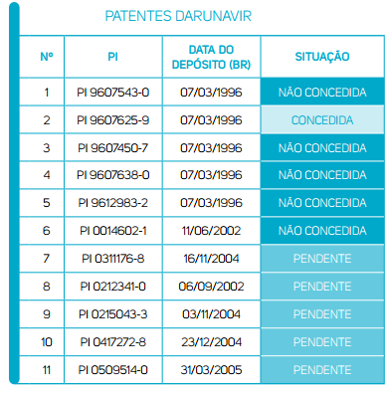 PATENTES DARUNAVIR
Nº PI DATA DO DEPÓSITO (BR) SITUAÇÃO
1 PI 9607543-0 07/03/1996 NÃO CONCEDIDA
2 PI 9607625-9 07/03/1996 CONCEDIDA
3 PI 9607450-7 07/03/1996 NÃO CONCEDIDA
4 PI 9607638-0 07/03/1996 NÃO CONCEDIDA
5 PI 9612983-2 07/03/1996 NÃO CONCEDIDA
6 PI 0014602-1 11/06/2002 NÃO CONCEDIDA
7 PI 0311176-8 16/11/2004 PENDENTE
8 PI 0212341-0 06/09/2002 PENDENTE
9 PI 0215043-3 03/11/2004 PENDENTE
10 PI 0417272-8 23/12/2004 PENDENTE
11 PI 0509514-0 31/03/2005 PENDENTE